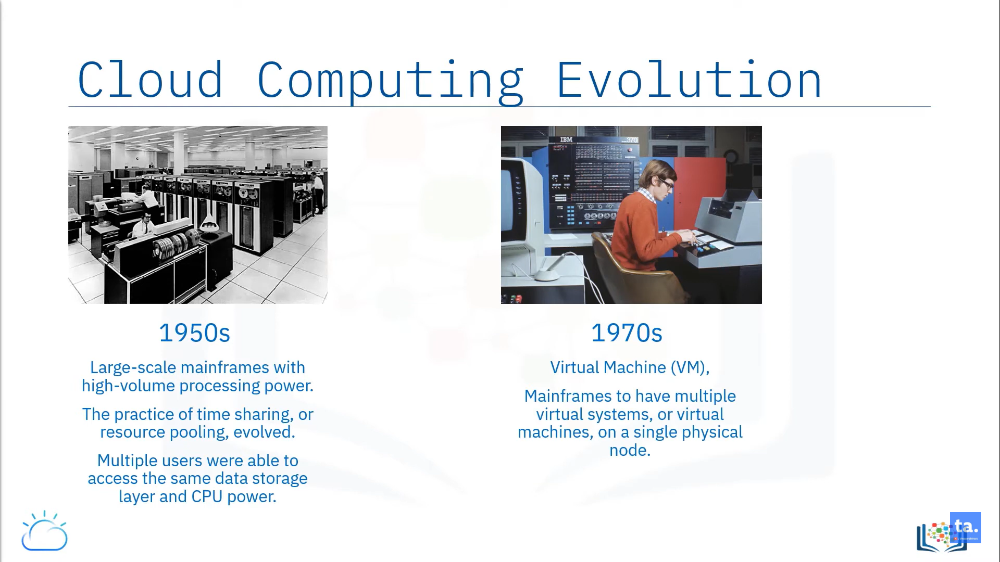 Cloud Computing Evolution
IBM
370
1950s
Large-scale mainframes with
high-volume processing power.
The practice of time sharing, or
resource pooling, evolved.
Multiple users were able to
access the same data storage
layer and CPU power.
1970s
Virtual Machine (VM),
Mainframes to have multiple
virtual systems, or virtual
machines, on a single physical
node.
ta.